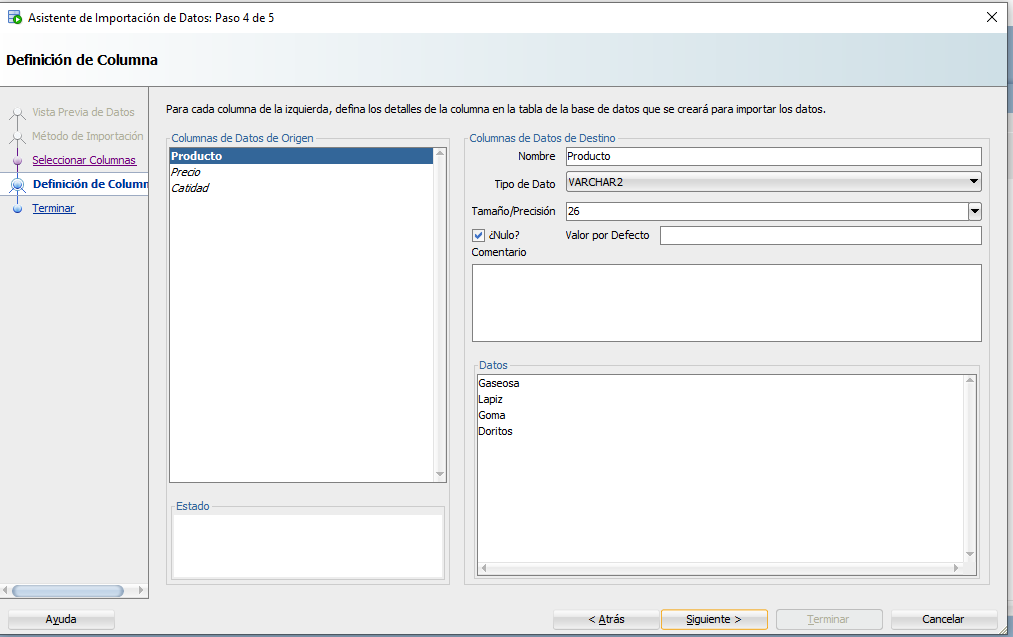 Asistente de Importación de Datos: Paso 4 de 5
Definición de Columna
Vista Previa de Datos
Método de Importación
Seleccionar Columnas
Definición de Column
Terminar
Para cada columna de la izquierda, defina los detalles de la columna en la tabla de la base de datos que se creará para importar los datos.
Columnas de Datos de Origen
Producto
Precio
Catidad
Estado
Columnas de Datos de Destino
Nombre Producto
Tipo de Dato VARCHAR2
Tamaño/Precisión 26
¿Nulo? Valor por Defecto
Comentario
Datos
Gaseosa
Lapiz
Goma
Doritos
Ayuda < Atrás Siguiente > Terminar Cancelar